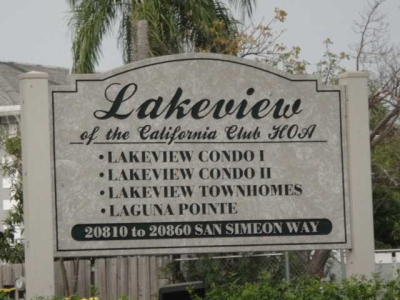 Lakeview
of the California Club HOA
• LAKEVIEW CONDO I
• LAKEVIEW CONDO II
• LAKEVIEW TOWNHOMES
• LAGUNA POINTE
20810 to 20860 SAN SIMEON WAY